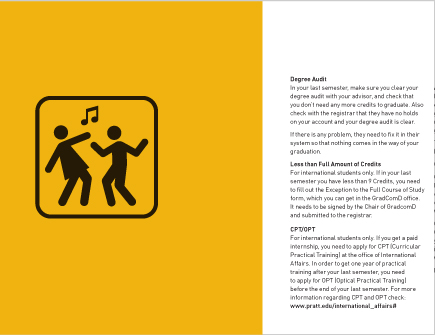 Degree Audit
In your last semester, make sure you clear your
degree audit with your advisor, and check that
you don't need any more credits to graduate. Also
check with the registrar that they have no holds
on your account and your degree audit is clear.
If there is any problem, they need to fix it in their
system so that nothing comes in the way of your
graduation.
Less than Full Amount of Credits
For international students only. If in your last
semester you have less than 9 Credits, you need
to fill out the Exception to the Full Course of Study
form, which you can get in the GradComD office.
It needs to be signed by the Chair of GradcomD
and submitted to the registrar.
CPT/OPT
For international students only. If you get a paid
internship, you need to apply for CPT (Curricular
Practical Training) at the office of International
Affairs. In order to get one year of practical
training after your last semester, you need
to apply for OPT (Optical Practical Training)
before the end of your last semester. For more
information regarding CPT and OPT check:
www.pratt.edu/international_affairs#